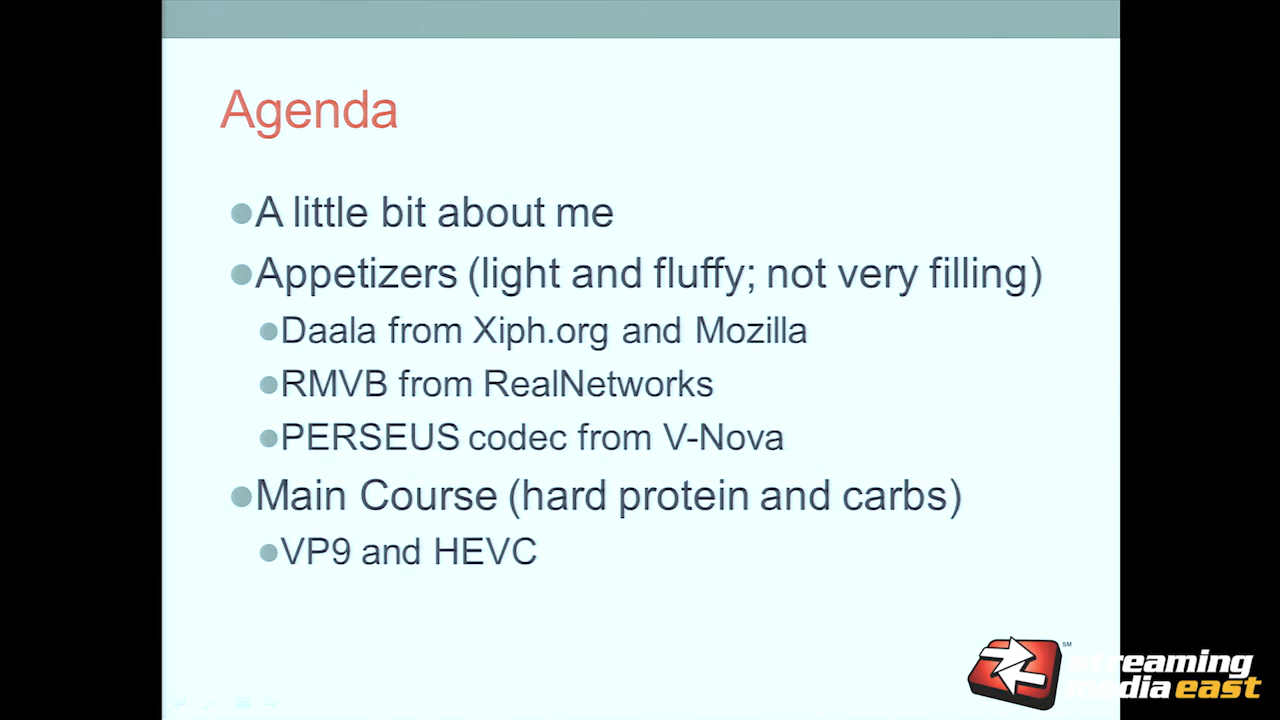 Agenda
A little bit about me
Appetizers (light and fluffy; not very filling)
Daala from Xiph.org and Mozilla
RMVB from RealNetworks
PERSEUS codec from V-Nova
Main Course (hard protein and carbs)
VP9 and HEVC
SM
streaming
media east